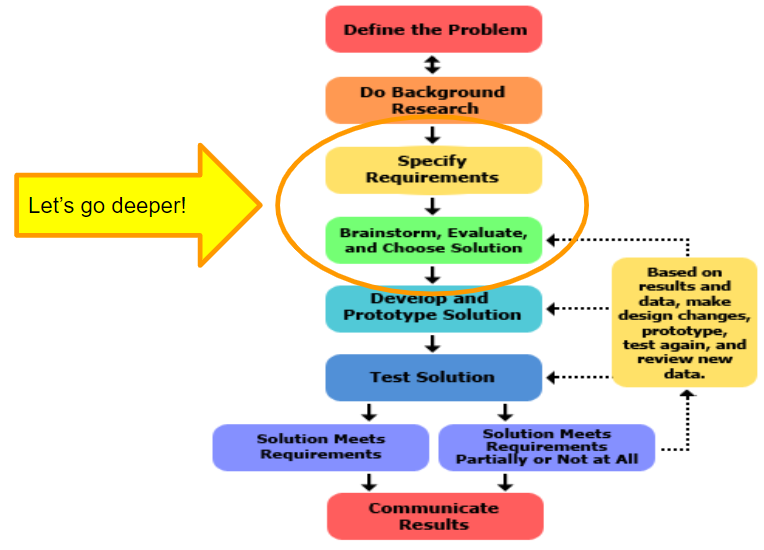 Define the Problem
Do Background
Research
Specify
Requirements
Let's go deeper!
Brainstorm, Evaluate,
and Choose Solution
Develop and
Prototype Solution
Based on
results and
data, make
design changes,
prototype,
test again, and
review new
data.
Test Solution
Solution Meets
Requirements
Solution Meets
Requirements
Partially or Not at All
Communicate
Results